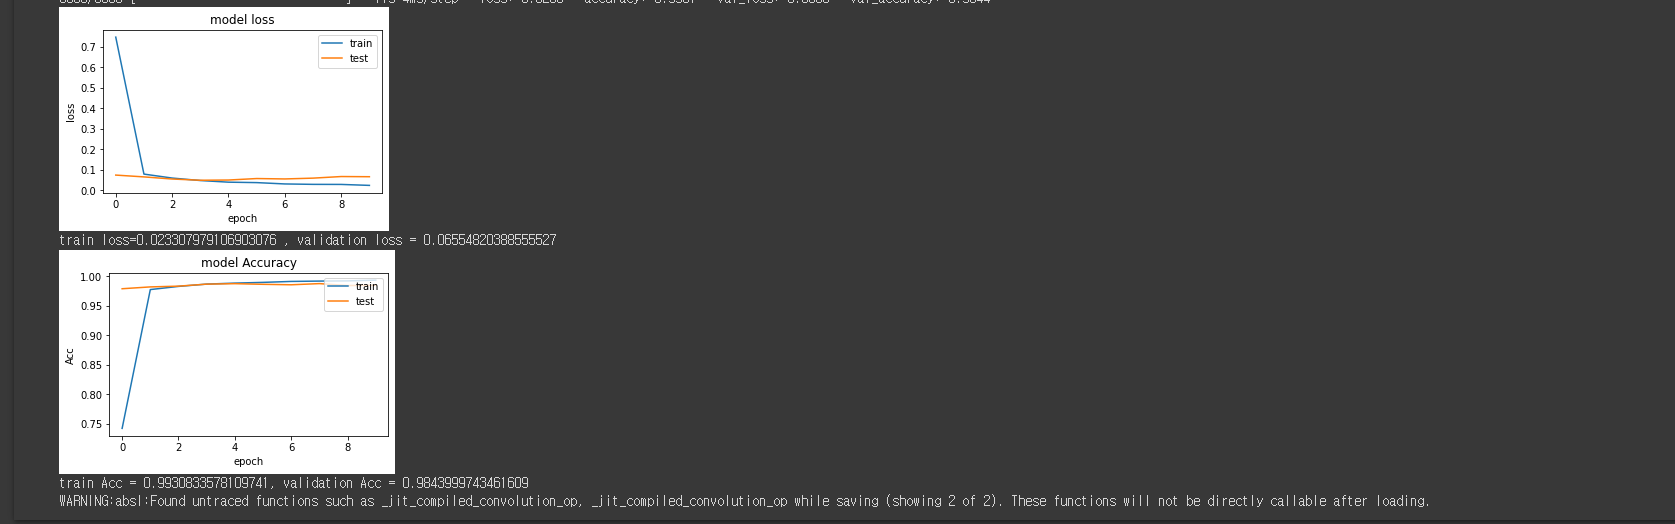 model loss
train
test
0.7
0.6
0.5
0.4
0.3
0.2
0.1
0.0
loss
0 2 4 6 8
epoch
train loss=0.023307979106903076 , validation loss = 0.06554820388555527
model Accuracy
train
test
1.00
0.95
0.90
0.85
0.80
0.75
Acc
0 2 4 6 8
epoch
train Acc = 0.9930833578109741, validation Acc = 0.9843999743461609
WARNING:absl:Found untraced functions such as _jit_compiled_convolution_op, _jit_compiled_convolution_op while saving (showing 2 of 2). These functions will not be directly callable after loading.